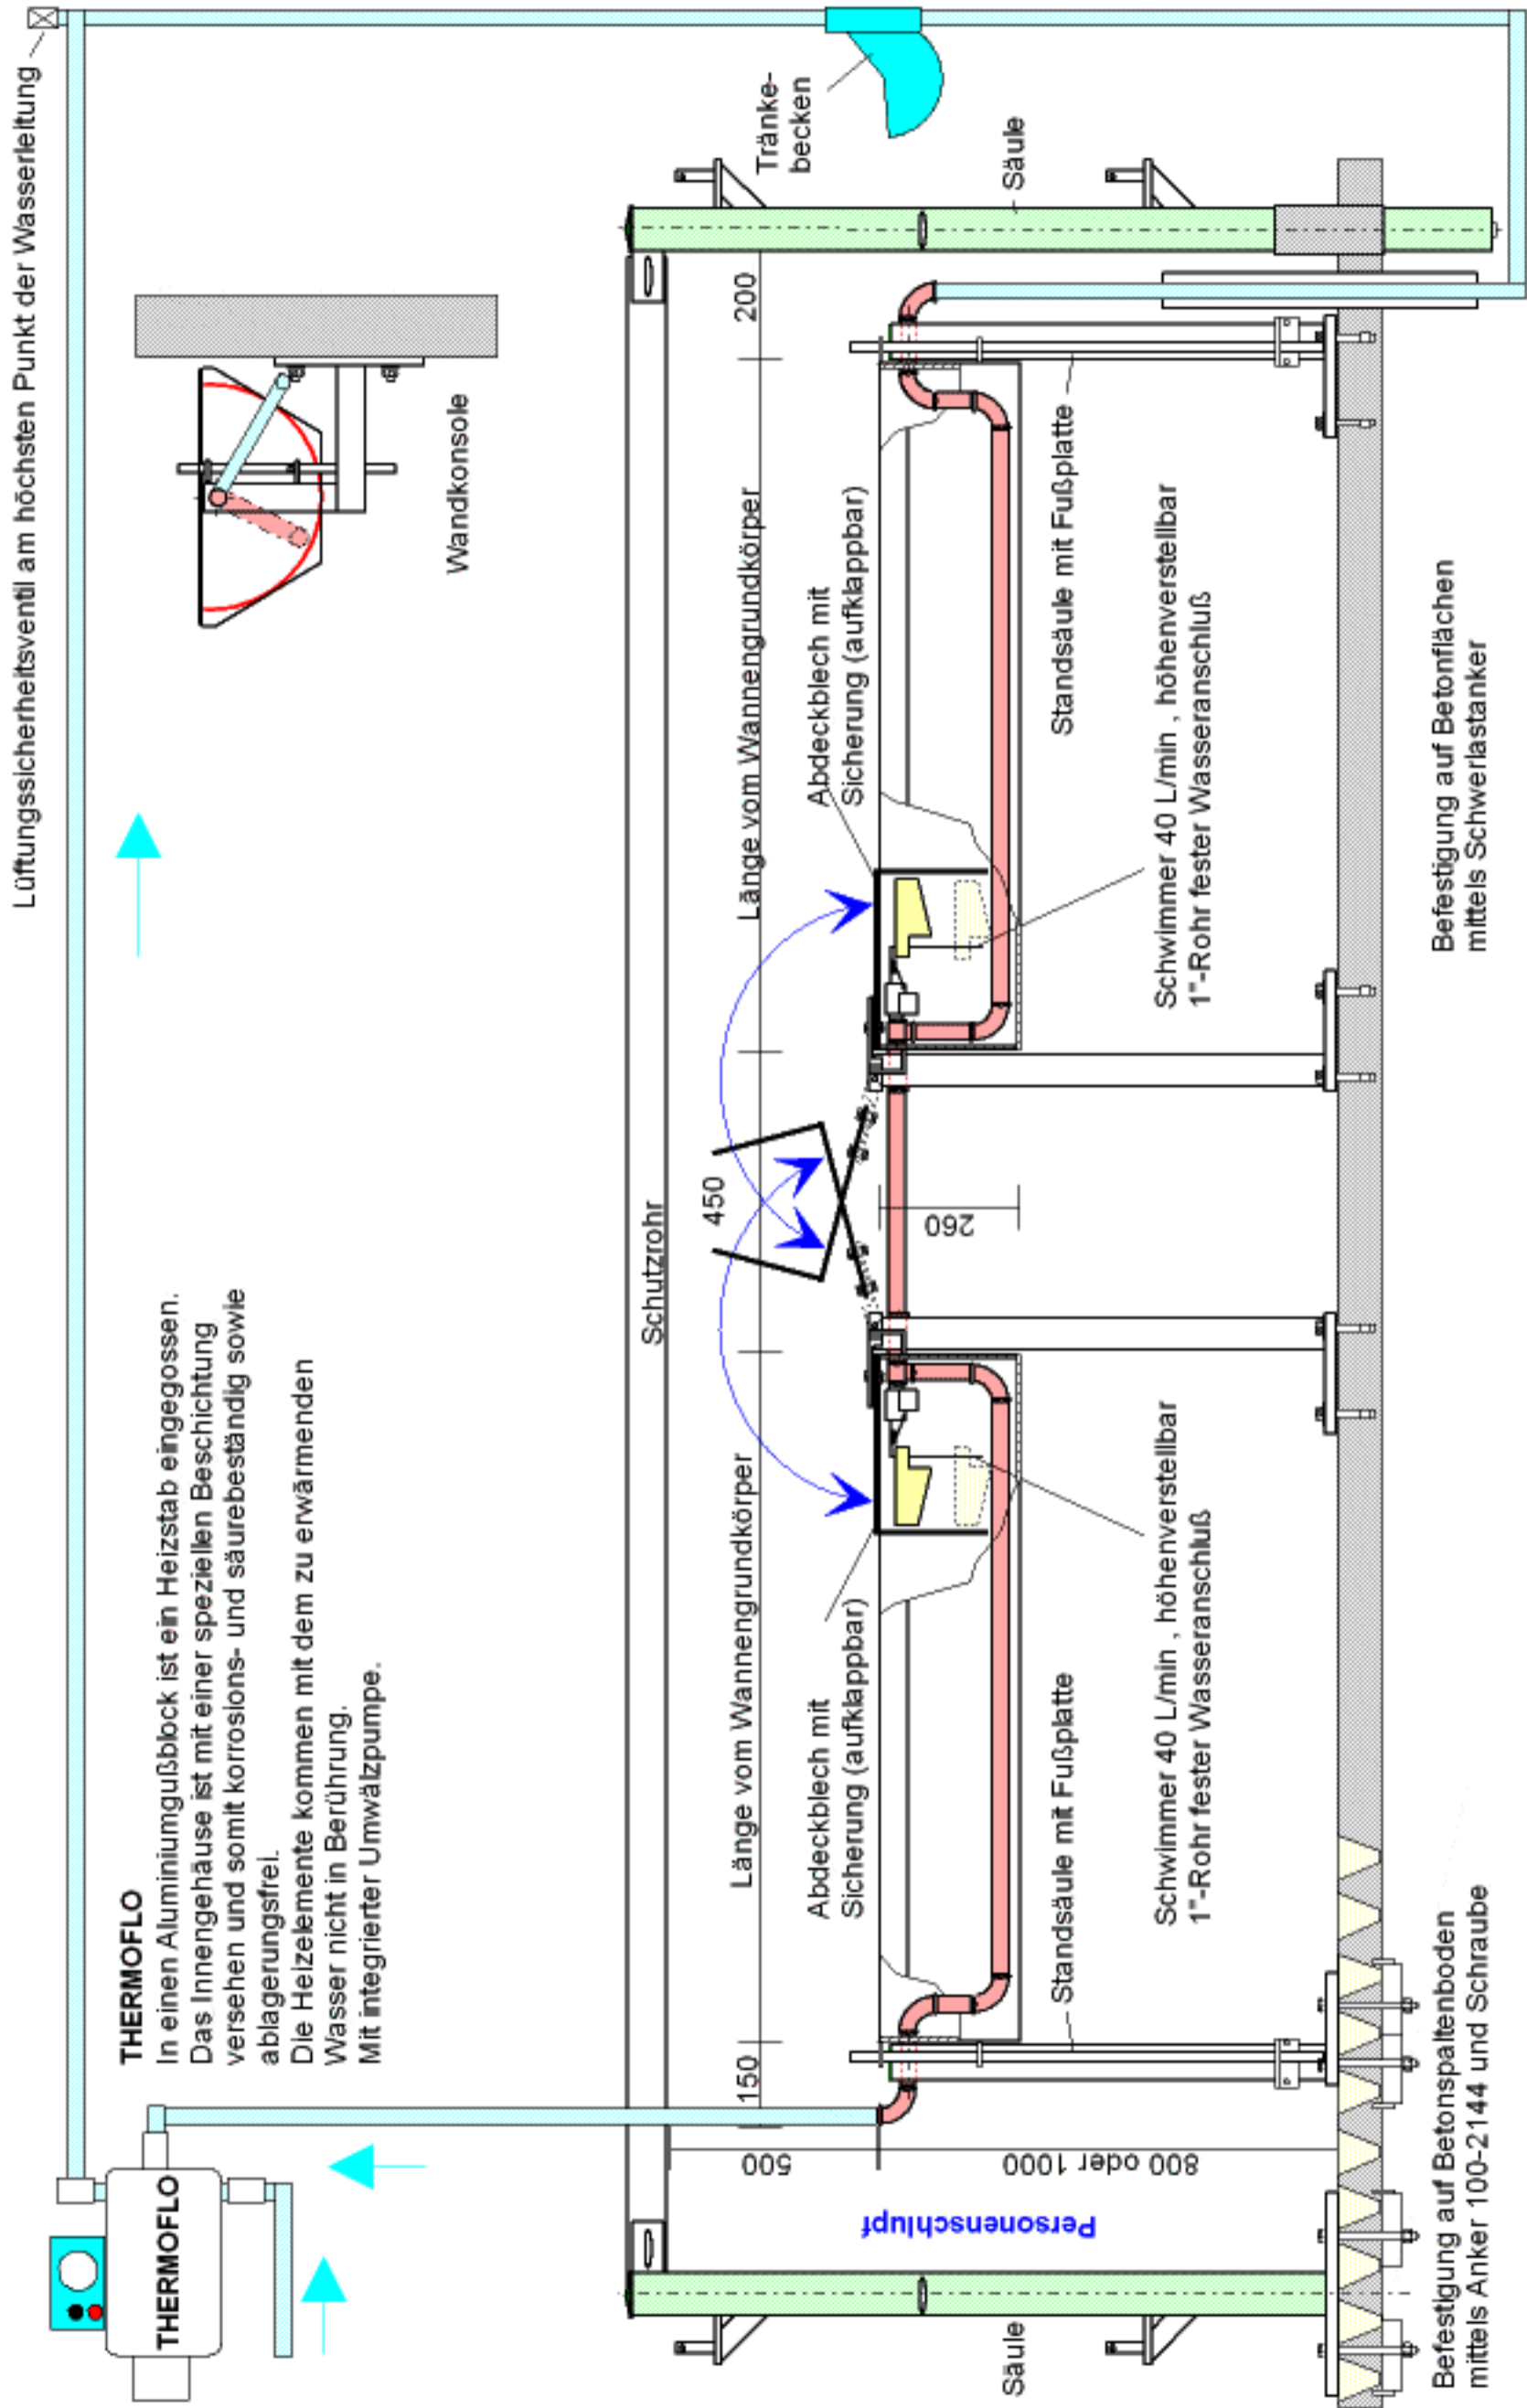 Lüftungssicherheitsventil am höchsten Punkt der Wasserleitung
THERMOFLO
THERMOFLO
In einen Aluminiumgußblock ist ein Heizstab eingegossen.
Das Innengehäuse ist mit einer speziellen Beschichtung
versehen und somit korrosions- und säurebeständig sowie
ablagerungsfrei.
Die Heizelemente kommen mit dem zu erwärmenden
Wasser nicht in Berührung.
Mit integrierter Umwälzpumpe.
Wandkonsole
Schutzrohr
Tränke-
becken
150
Länge vom Wannengrundkörper
450
Länge vom Wannengrundkörper
200
500
Abdeckblech mit
Sicherung (aufklappbar)
Abdeckblech mit
Sicherung (aufklappbar)
260
Personenschlupf
800 oder 1000
Säule
Säule
Standsäule mit Fußplatte
Standsäule mit Fußplatte
Schwimmer 40 L/min , höhenverstellbar
1"-Rohr fester Wasseranschluß
Schwimmer 40 L/min , höhenverstellbar
1"-Rohr fester Wasseranschluß
Befestigung auf Betonspaltenboden
mittels Anker 100-2144 und Schraube
Befestigung auf Betonflächen
mittels Schwerlastanker